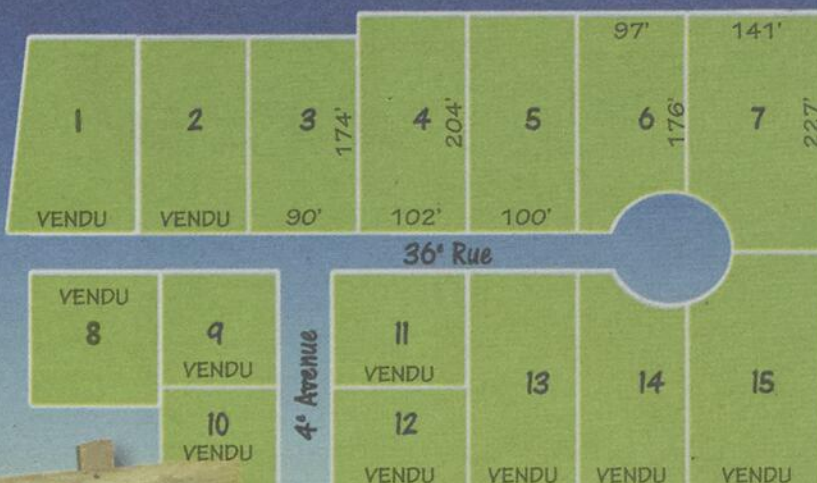 97' 141'
1 2 3 174' 4 204' 5 6 176' 7 227'
VENDU VENDU 90' 102' 100'
36e Rue
VENDU
8
9
VENDU
10
VENDU
4e Avenue
11
VENDU
12
VENDU
13
VENDU
14
VENDU
15
VENDU